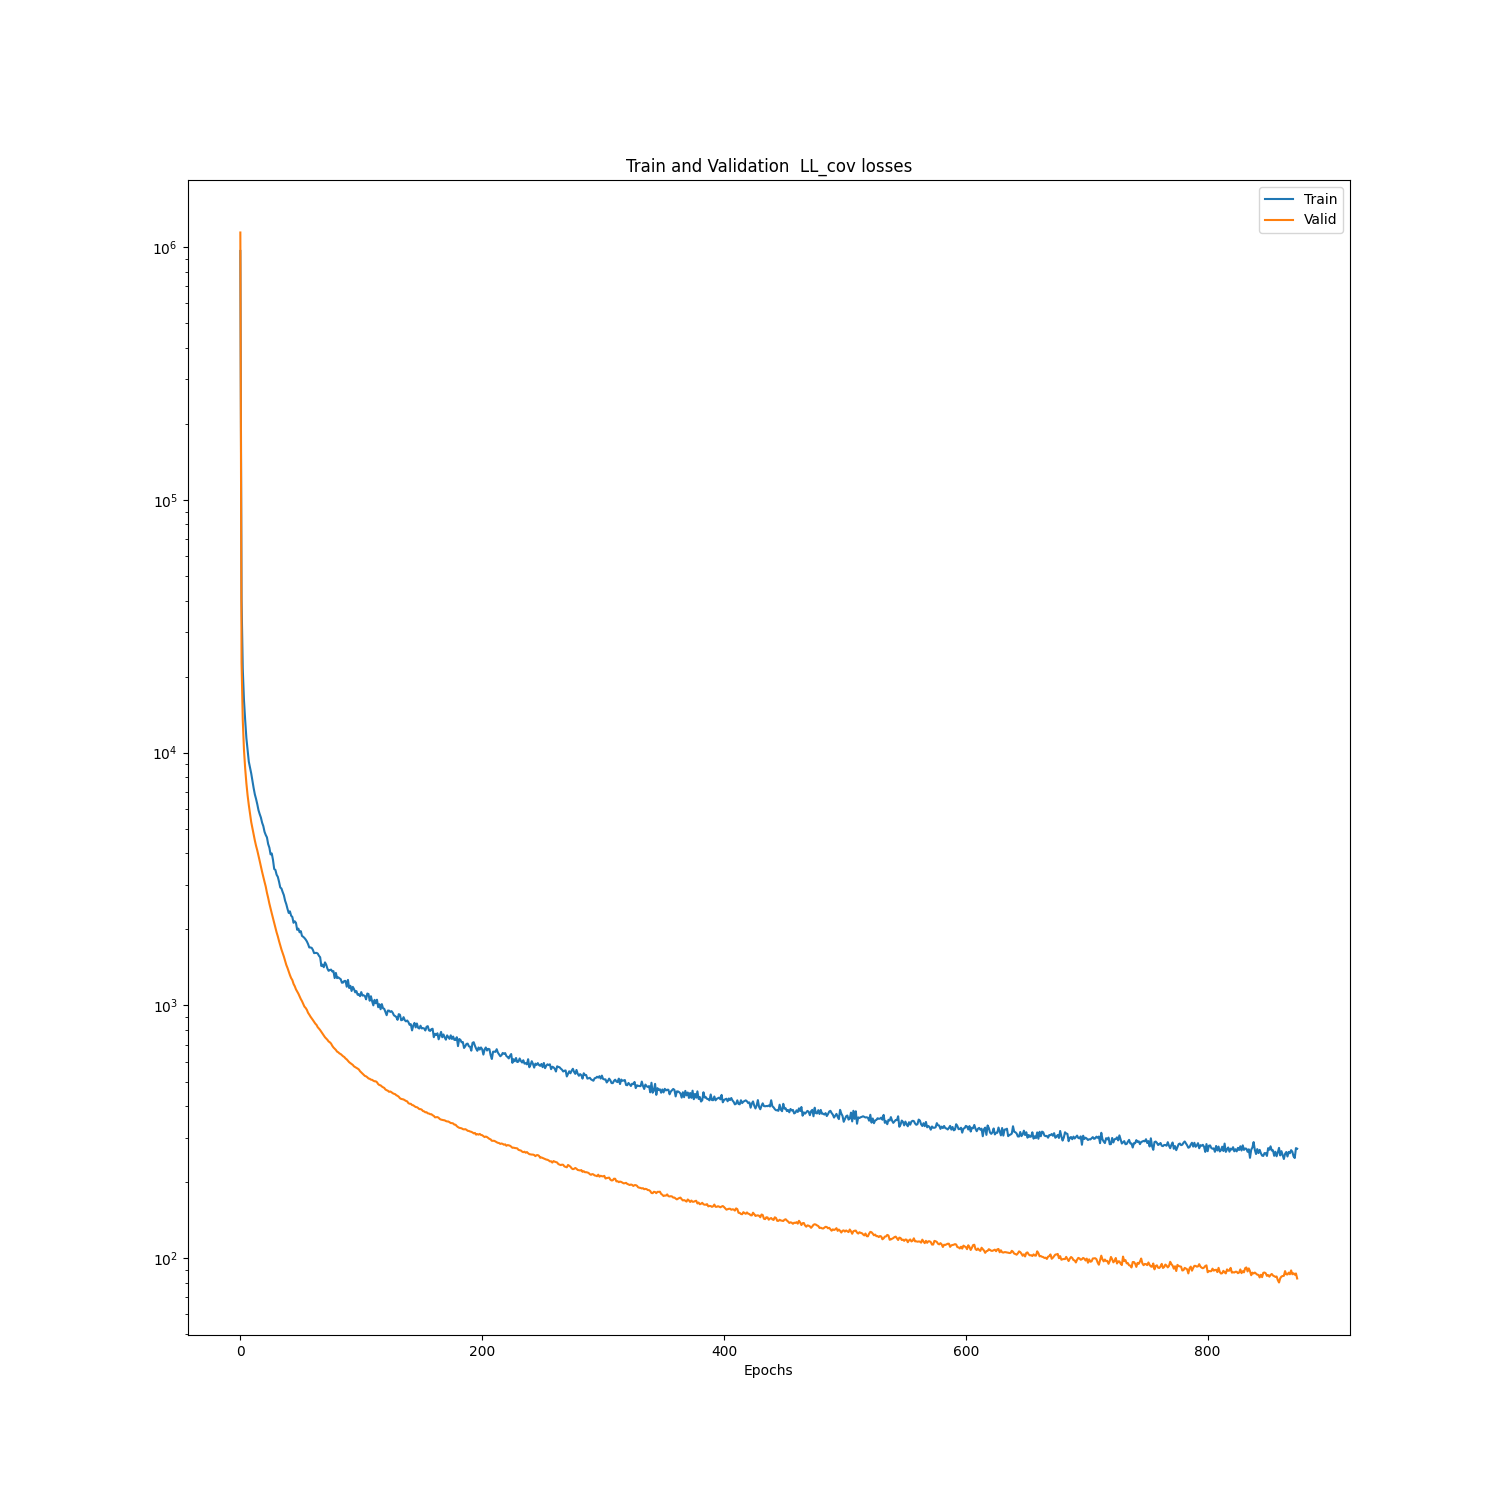 Train and Validation  LL_cov losses
Train
Valid
10⁶
10⁵
10⁴
10³
10²
0 200 400 600 800
Epochs